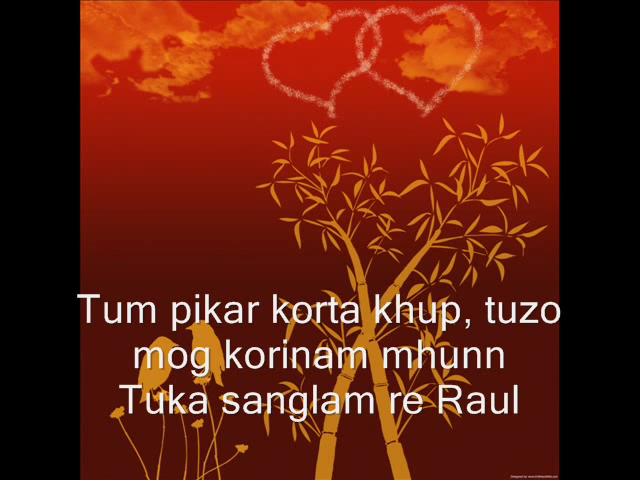 Tum pikar korta khup, tuzo
mog korinam mhunn
Tuka sanglam re Raul